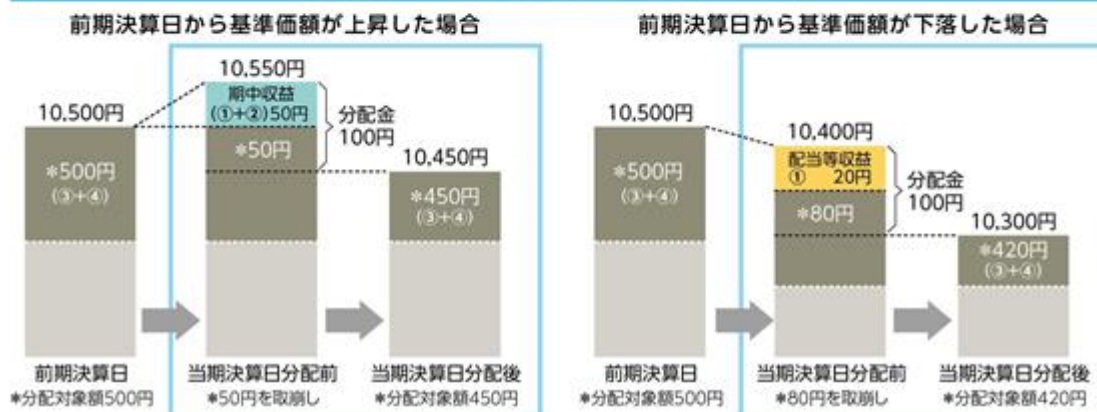 前期決算日から基準価額が上昇した場合
10,500円
*500円
(③+④)
10,550円
期中収益
(①+②)50円
*50円
分配金
100円
10,450円
*450円
(③+④)
前期決算日
*分配対象額500円
当期決算日分配前
*50円を取崩し
当期決算日分配後
*分配対象額450円
前期決算日から基準価額が下落した場合
10,500円
*500円
(③+④)
10,400円
配当等収益
① 20円
*80円
分配金
100円
10,300円
*420円
(③+④)
前期決算日
*分配対象額500円
当期決算日分配前
*80円を取崩し
当期決算日分配後
*分配対象額420円